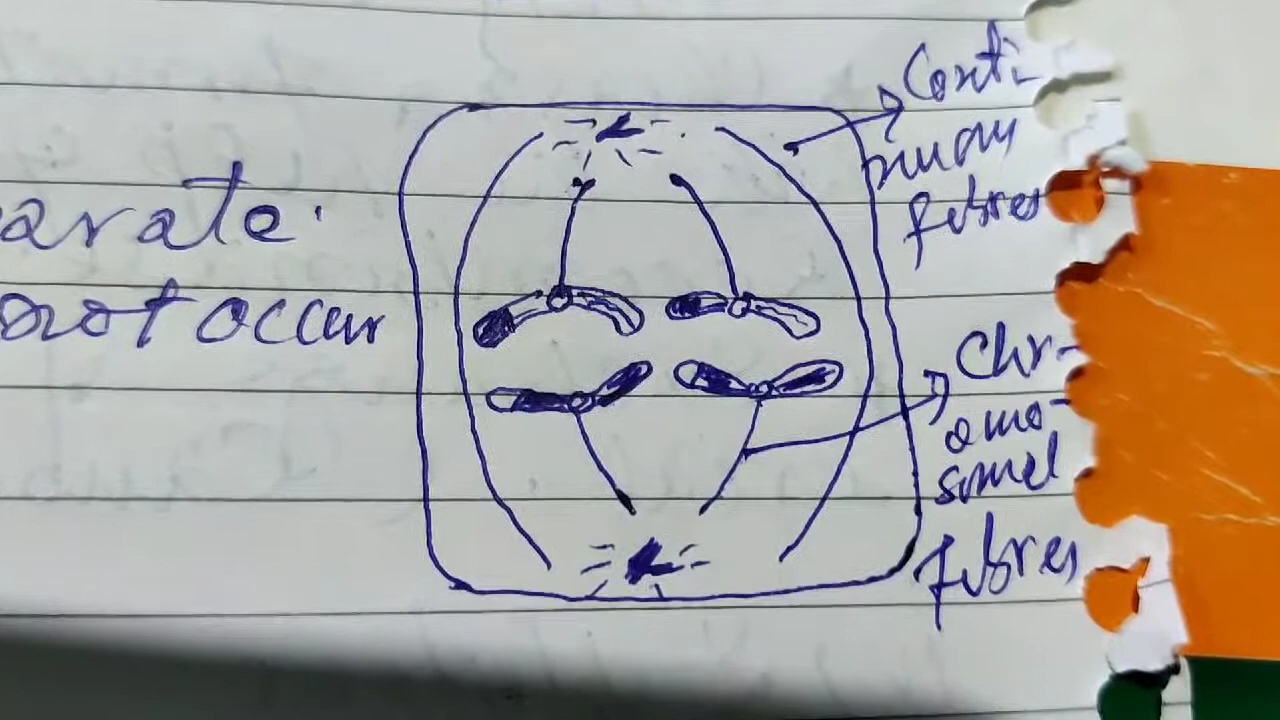 Conti-
nuous
fibres
arate.
not occur
Chr-
omo-
somel
fibres